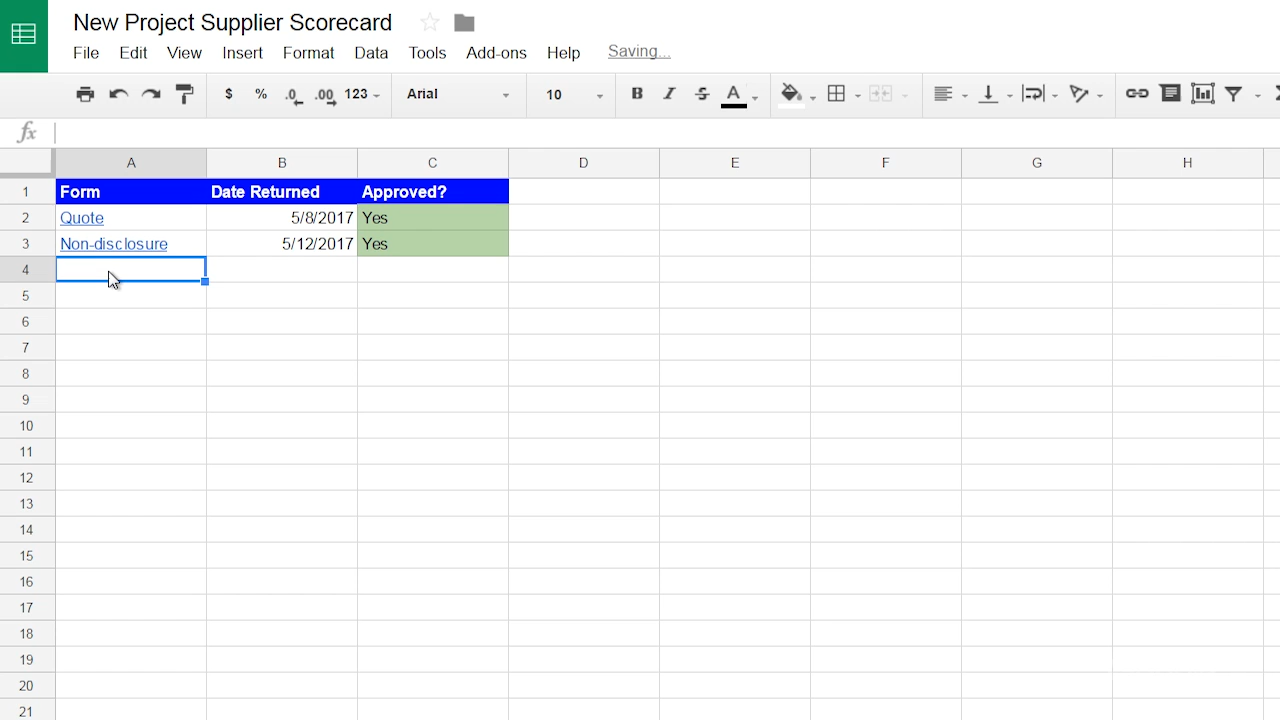 New Project Supplier Scorecard
File Edit View Insert Format Data Tools Add-ons Help Saving...
$ % .0 .00 123 Arial 10 B I S A
fx
A B C D E F G H
1 Form Date Returned Approved?
2 Quote 5/8/2017 Yes
3 Non-disclosure 5/12/2017 Yes
4
5
6
7
8
9
10
11
12
13
14
15
16
17
18
19
20
21